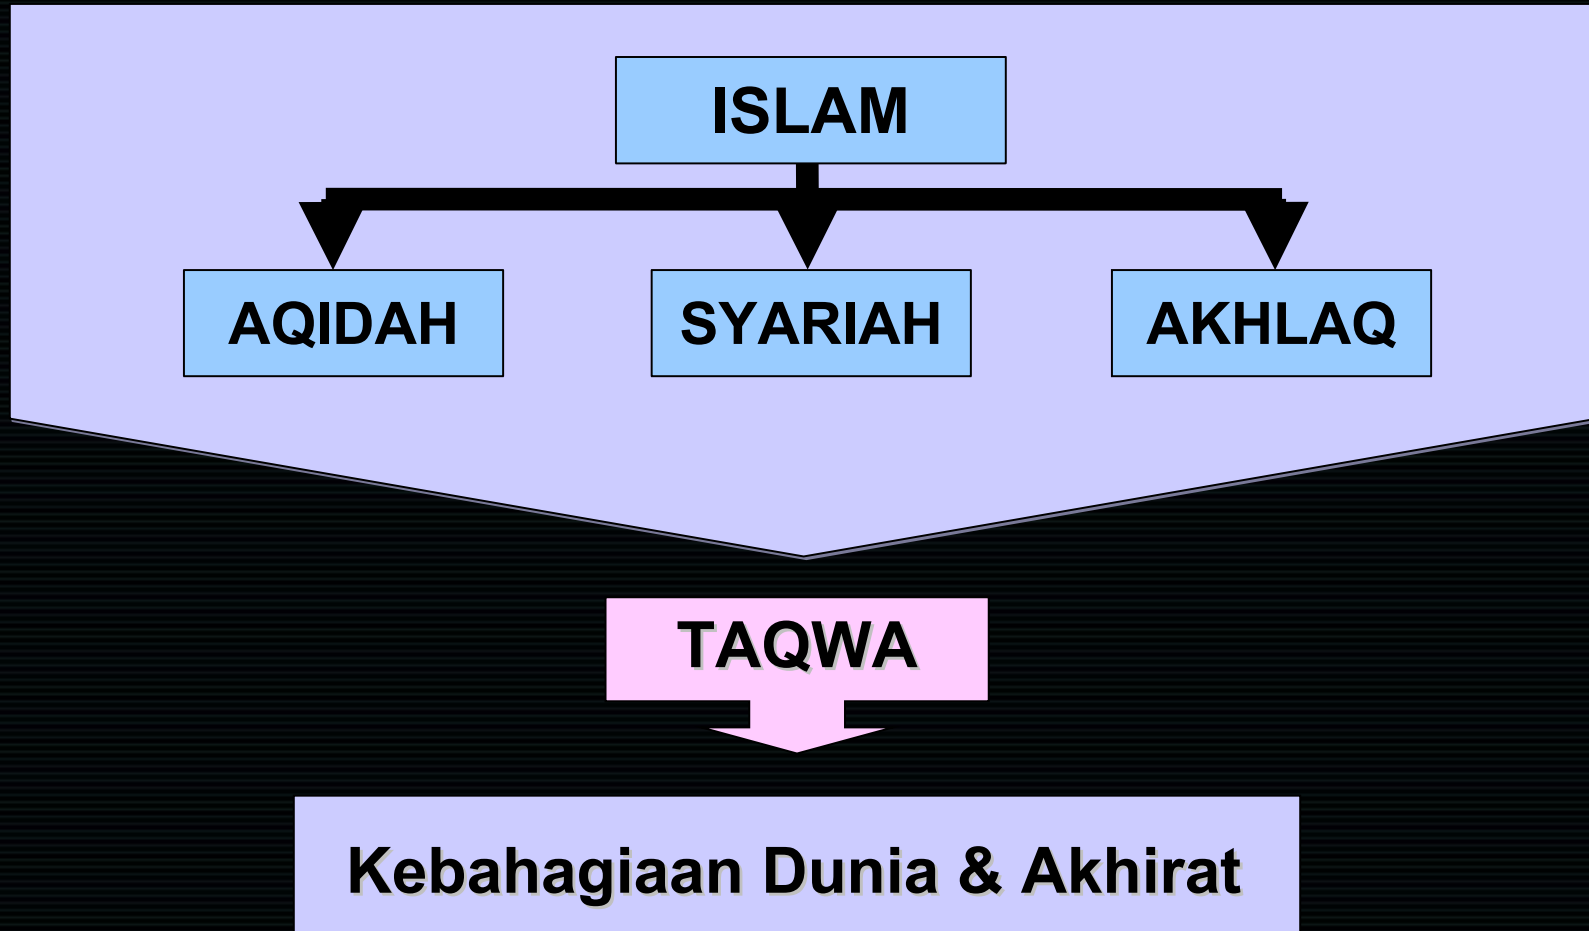 ISLAM
AQIDAH
SYARIAH
AKHLAQ
TAQWA
Kebahagiaan Dunia & Akhirat